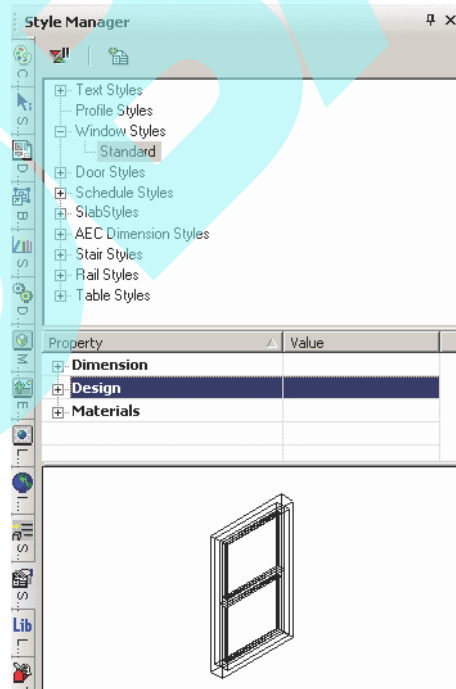 Style Manager
Text Styles
Profile Styles
Window Styles
Standard
Door Styles
Schedule Styles
SlabStyles
AEC Dimension Styles
Stair Styles
Rail Styles
Table Styles
Property Value
Dimension
Design
Materials
C...
S...
D...
B...
S...
D...
M...
E...
L...
I...
S...
S...
Lib
L...